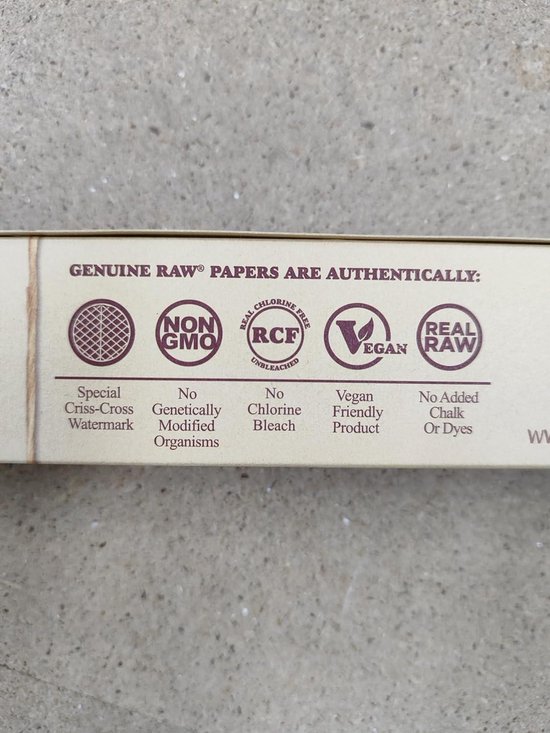 GENUINE RAW® PAPERS ARE AUTHENTICALLY:
NON
GMO
REAL CHLORINE FREE
RCF
UNBLEACHED
VEGAN
REAL
RAW
Special
Criss-Cross
Watermark
No
Genetically
Modified
Organisms
No
Chlorine
Bleach
Vegan
Friendly
Product
No Added
Chalk
Or Dyes